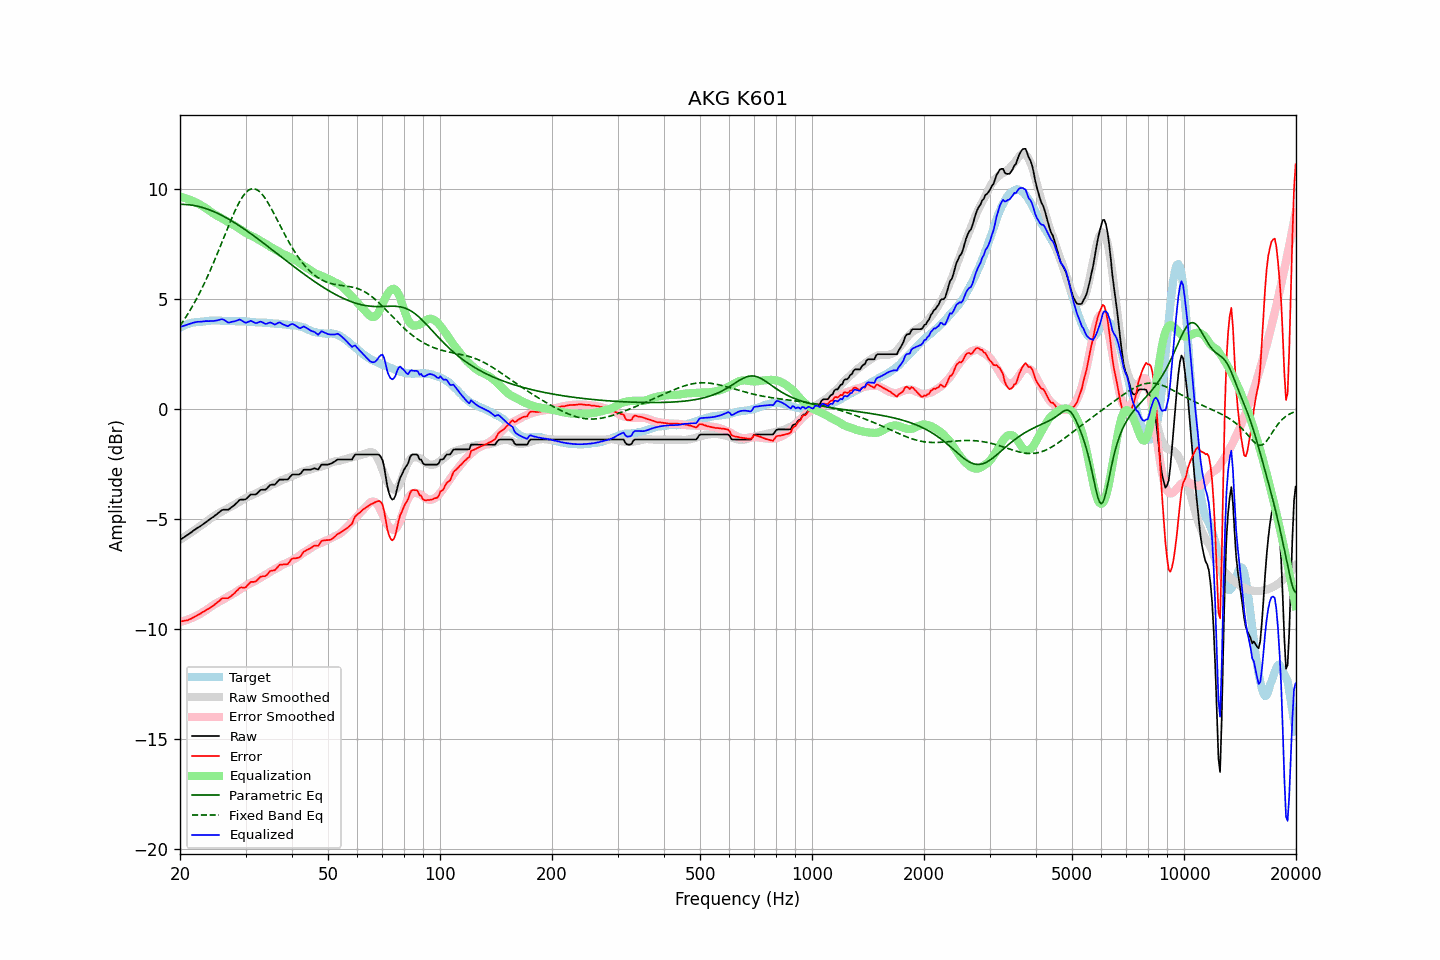 AKG K601
Amplitude (dBr)
10
5
0
−5
−10
−15
−20
Target
Raw Smoothed
Error Smoothed
Raw
Error
Equalization
Parametric Eq
Fixed Band Eq
Equalized
20 50 100 200 500 1000 2000 5000 10000 20000
Frequency (Hz)